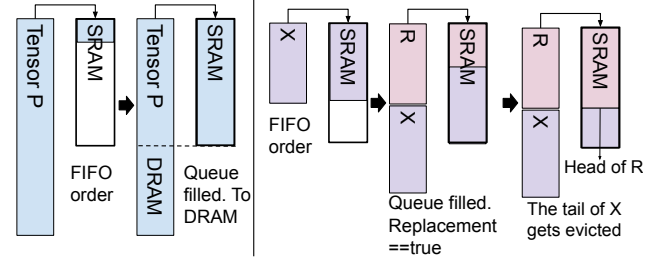 Tensor P
SRAM
FIFO
order
Tensor P
DRAM
SRAM
Queue
filled. To
DRAM
X
FIFO
order
SRAM
R
X
SRAM
Queue filled.
Replacement
==true
R
X
SRAM
Head of R
The tail of X
gets evicted